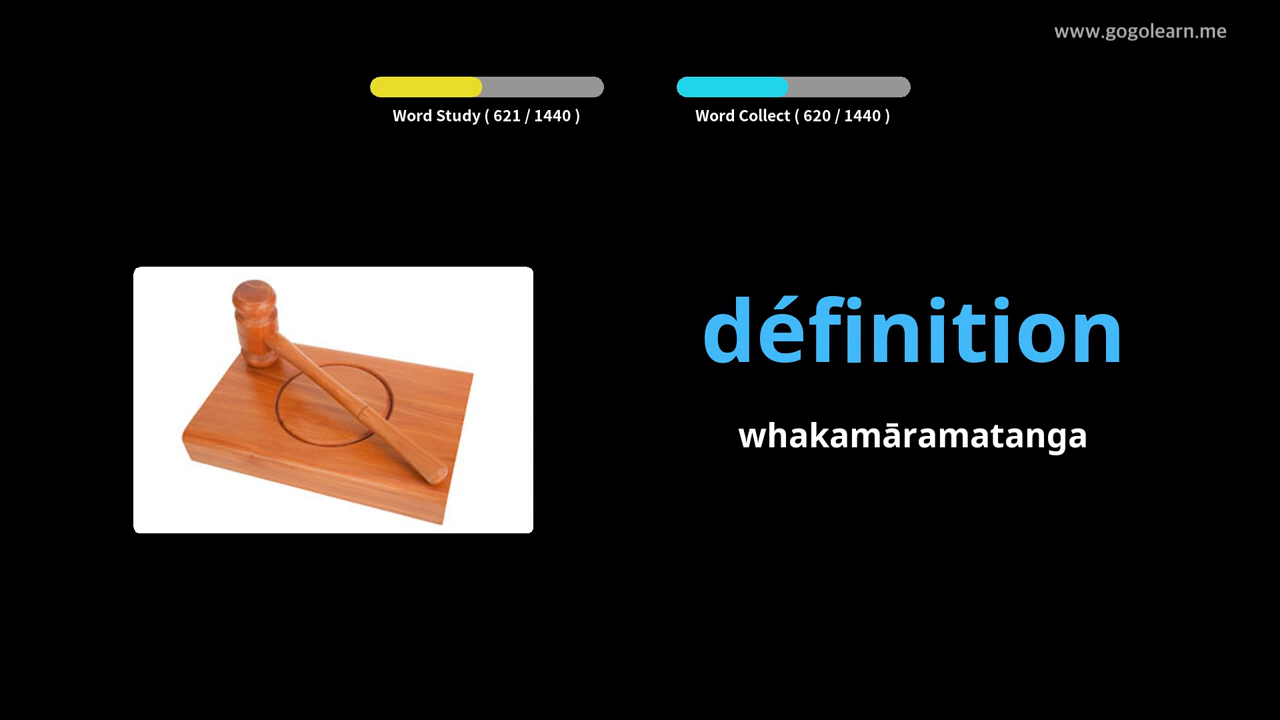 www.gogolearn.me
Word Study ( 621 / 1440 )
Word Collect ( 620 / 1440 )
définition
whakamāramatanga